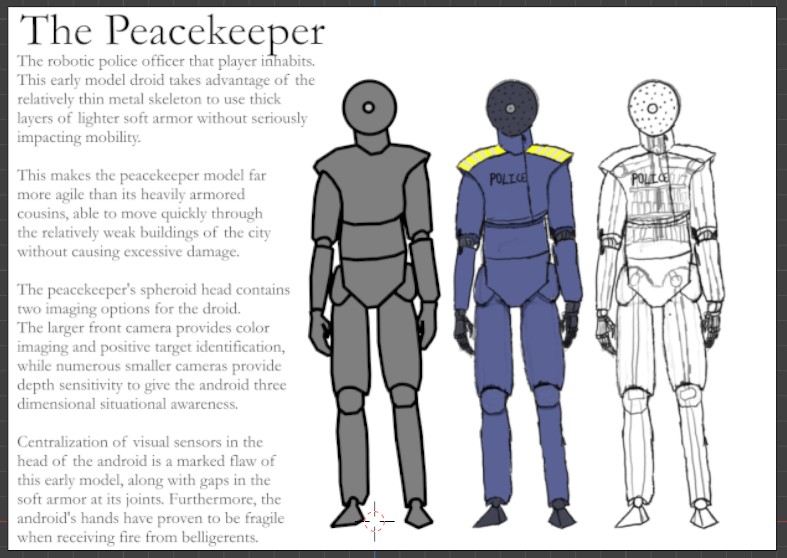 The Peacekeeper
The robotic police officer that player inhabits.
This early model droid takes advantage of the
relatively thin metal skeleton to use thick
layers of lighter soft armor without seriously
impacting mobility.
This makes the peacekeeper model far
more agile than its heavily armored
cousins, able to move quickly through
the relatively weak buildings of the city
without causing excessive damage.
The peacekeeper's spheroid head contains
two imaging options for the droid.
The larger front camera provides color
imaging and positive target identification,
while numerous smaller cameras provide
depth sensitivity to give the android three
dimensional situational awareness.
Centralization of visual sensors in the
head of the android is a marked flaw of
this early model, along with gaps in the
soft armor at its joints. Furthermore, the
android's hands have proven to be fragile
when receiving fire from belligerents.
POLICE
POLICE